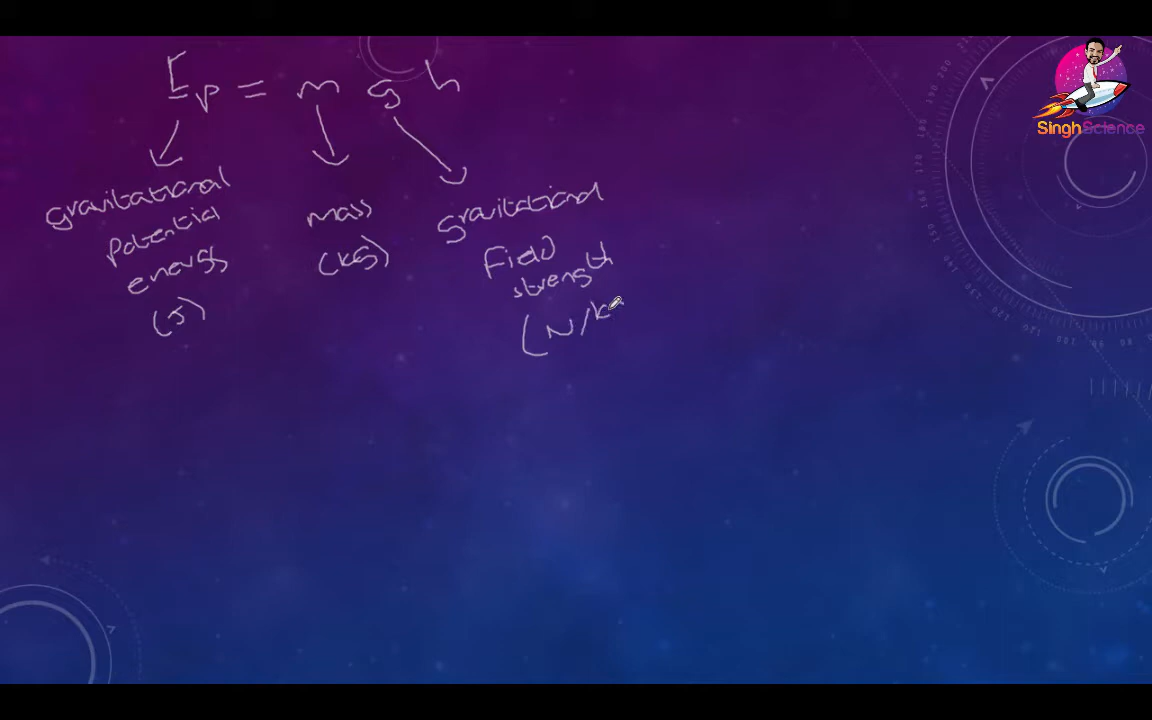 Ep = m g h
gravitational
potential
energy
(J)
mass
(kg)
gravitational
field
strength
(N/k
SinghScience